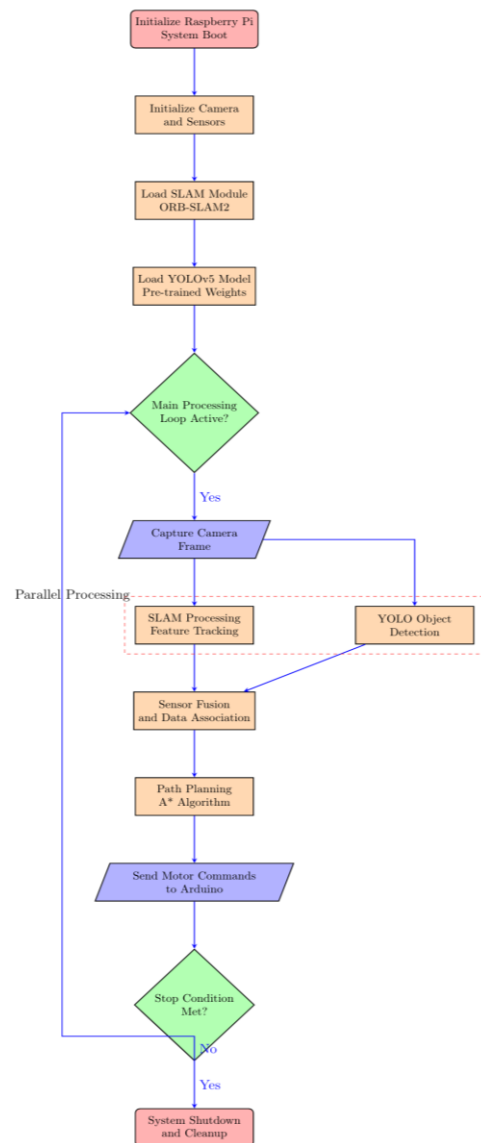 Initialize Raspberry Pi
System Boot
Initialize Camera
and Sensors
Load SLAM Module
ORB-SLAM2
Load YOLOv5 Model
Pre-trained Weights
Main Processing
Loop Active?
Yes
Capture Camera
Frame
Parallel Processing
SLAM Processing
Feature Tracking
YOLO Object
Detection
Sensor Fusion
and Data Association
Path Planning
A* Algorithm
Send Motor Commands
to Arduino
Stop Condition
Met?
No
Yes
System Shutdown
and Cleanup